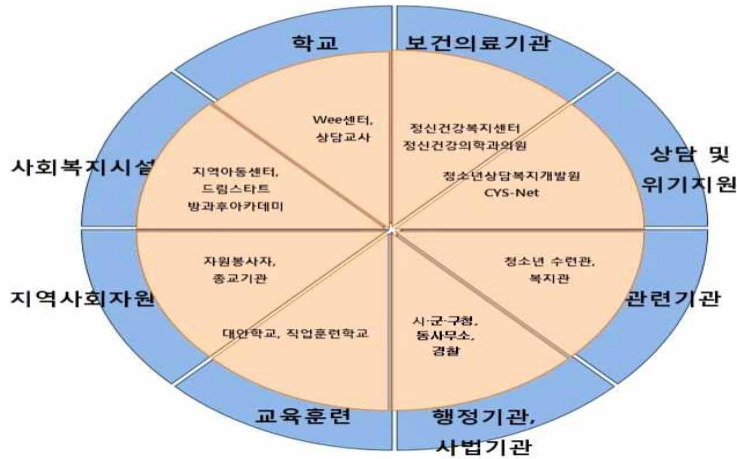 학교
보건의료기관
Wee센터,
상담교사
정신건강복지센터
정신건강의학과의원
상담 및
위기지원
사회복지시설
지역아동센터,
드림스타트
방과후아카데미
청소년상담복지개발원
CYS-Net
지역사회자원
자원봉사자,
종교기관
청소년 수련관,
복지관
관련기관
대안학교, 직업훈련학교
시·군·구청,
동사무소,
경찰
교육훈련
행정기관,
사법기관